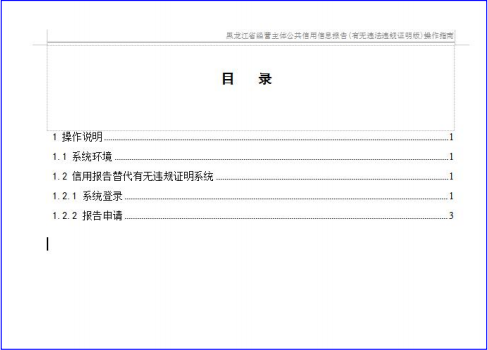 黑龙江省经营主体公共信用信息报告(有无违法违规证明版)操作指南
目 录
1 操作说明 1
1.1 系统环境 1
1.2 信用报告替代有无违规证明系统 1
1.2.1 系统登录 1
1.2.2 报告申请 3